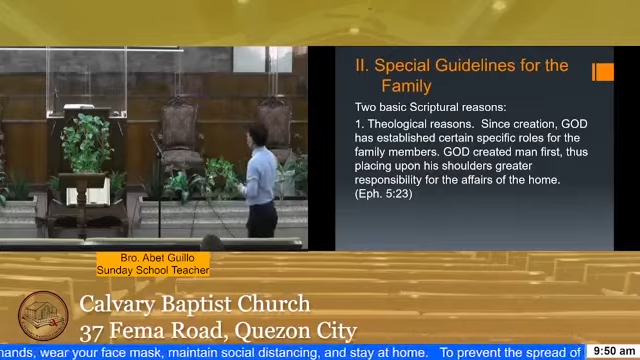 II. Special Guidelines for the
Family
Two basic Scriptural reasons:
1. Theological reasons. Since creation, GOD
has established certain specific roles for the
family members. GOD created man first, thus
placing upon his shoulders greater
responsibility for the affairs of the home.
(Eph. 5:23)
Bro. Abet Guillo
Sunday School Teacher
Calvary Baptist Church
37 Fema Road, Quezon City
hands, wear your face mask, maintain social distancing, and stay at home. To prevent the spread of
9:50 am